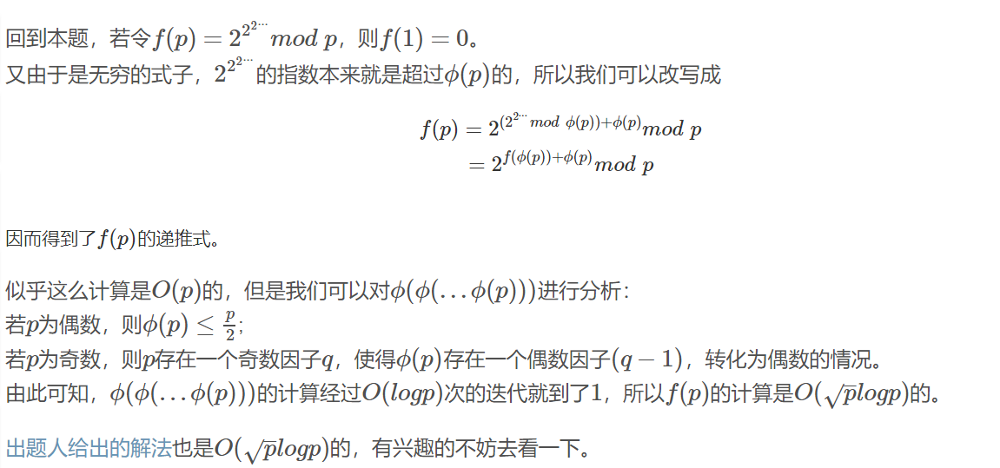 回到本题，若令$f(p) = 2^{2^{2^{\cdots}}} mod\ p$，则$f(1) = 0$。
又由于是无穷的式子，$2^{2^{2^{\cdots}}}$的指数本来就是超过$\phi(p)$的，所以我们可以改写成
$f(p) = 2^{(2^{2^{\cdots}} mod\ \phi(p))+\phi(p)} mod\ p$
$= 2^{f(\phi(p))+\phi(p)} mod\ p$
因而得到了$f(p)$的递推式。
似乎这么计算是$O(p)$的，但是我们可以对$\phi(\phi(\ldots\phi(p)))$进行分析：
若$p$为偶数，则$\phi(p) \leq \frac{p}{2}$；
若$p$为奇数，则$p$存在一个奇数因子$q$，使得$\phi(p)$存在一个偶数因子$(q-1)$，转化为偶数的情况。
由此可知，$\phi(\phi(\ldots\phi(p)))$的计算经过$O(logp)$次的迭代就到了$1$，所以$f(p)$的计算是$O(\sqrt{p}logp)$的。
出题人给出的解法也是$O(\sqrt{p}logp)$的，有兴趣的不妨去看一下。